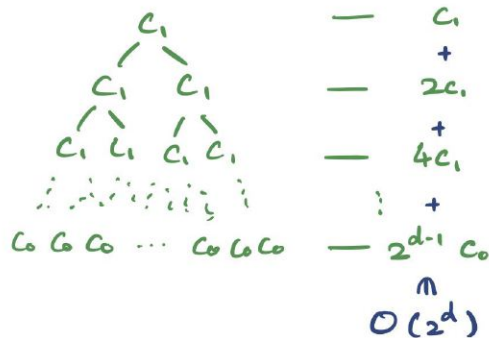 C₁ — C₁
+
C₁ C₁ — 2C₁
+
C₁ C₁ C₁ C₁ — 4C₁
+
C₀ C₀ C₀ ... C₀ C₀ C₀ — 2^{d-1} C₀
⇑
O(2^d)